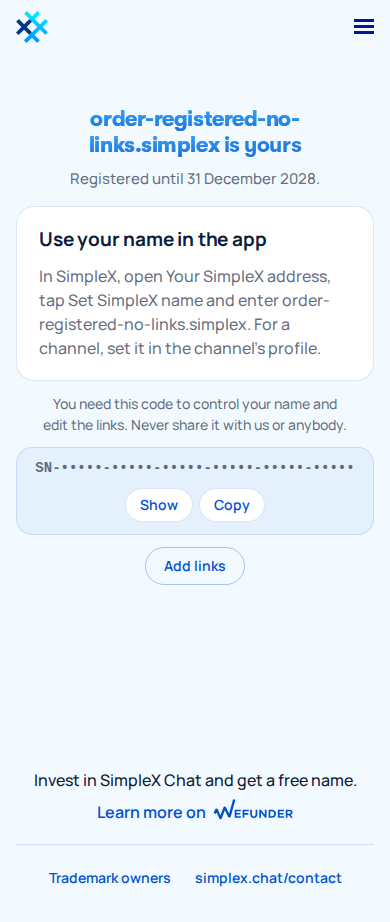 order-registered-no-
links.simplex is yours
Registered until 31 December 2028.
Use your name in the app
In SimpleX, open Your SimpleX address,
tap Set SimpleX name and enter order-
registered-no-links.simplex. For a
channel, set it in the channel's profile.
You need this code to control your name and
edit the links. Never share it with us or anybody.
SN-•••••-•••••-•••••-•••••-•••••-•••••
Show Copy
Add links
Invest in SimpleX Chat and get a free name.
Learn more on WEFUNDER
Trademark owners simplex.chat/contact